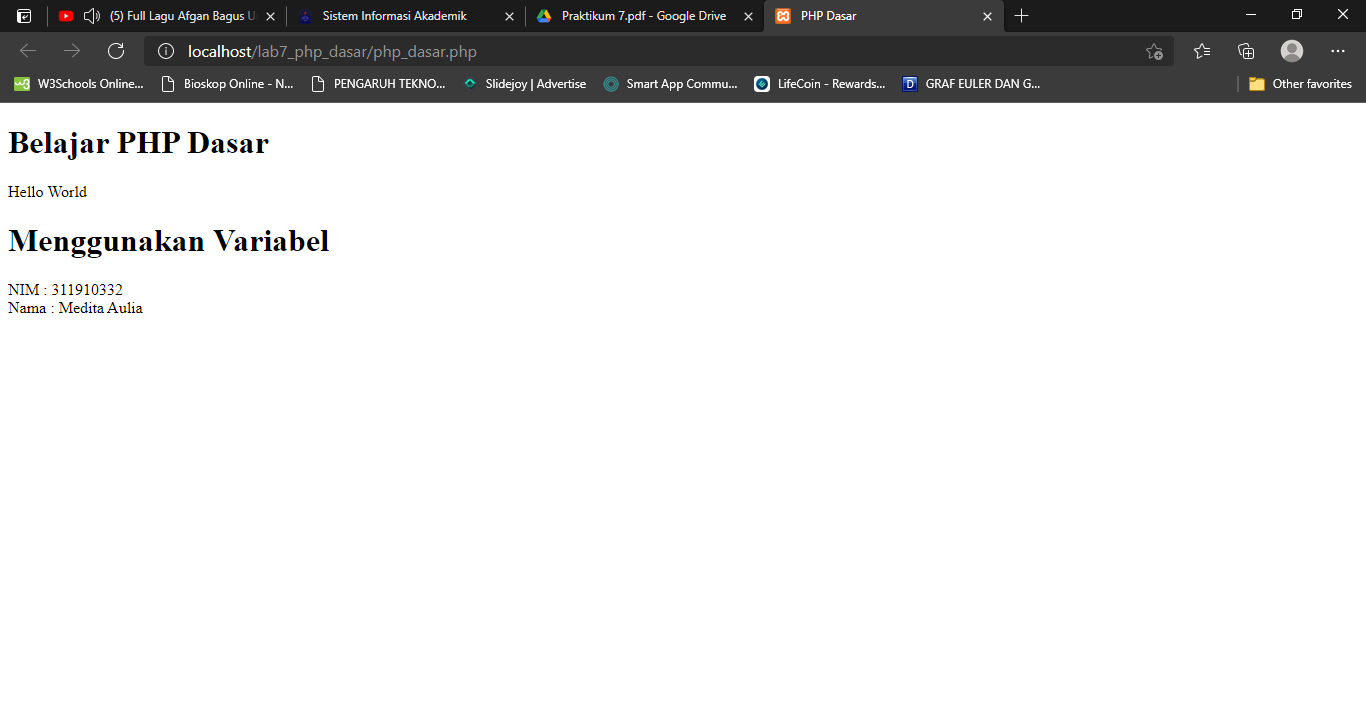 (5) Full Lagu Afgan Bagus U
Sistem Informasi Akademik
Praktikum 7.pdf - Google Drive
PHP Dasar
localhost/lab7_php_dasar/php_dasar.php
W3Schools Online...
Bioskop Online - N...
PENGARUH TEKNO...
Slidejoy | Advertise
Smart App Commu...
LifeCoin - Rewards...
GRAF EULER DAN G...
Other favorites
Belajar PHP Dasar
Hello World
Menggunakan Variabel
NIM : 311910332
Nama : Medita Aulia